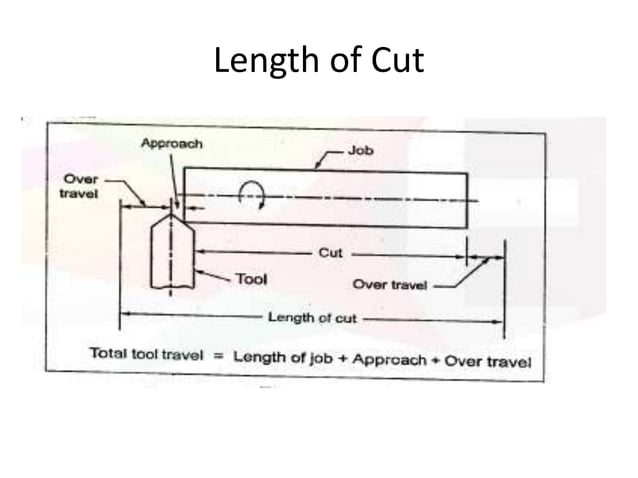 Length of Cut
Approach
Job
Over
travel
Cut
Tool
Over travel
Length of cut
Total tool travel = Length of job + Approach + Over travel